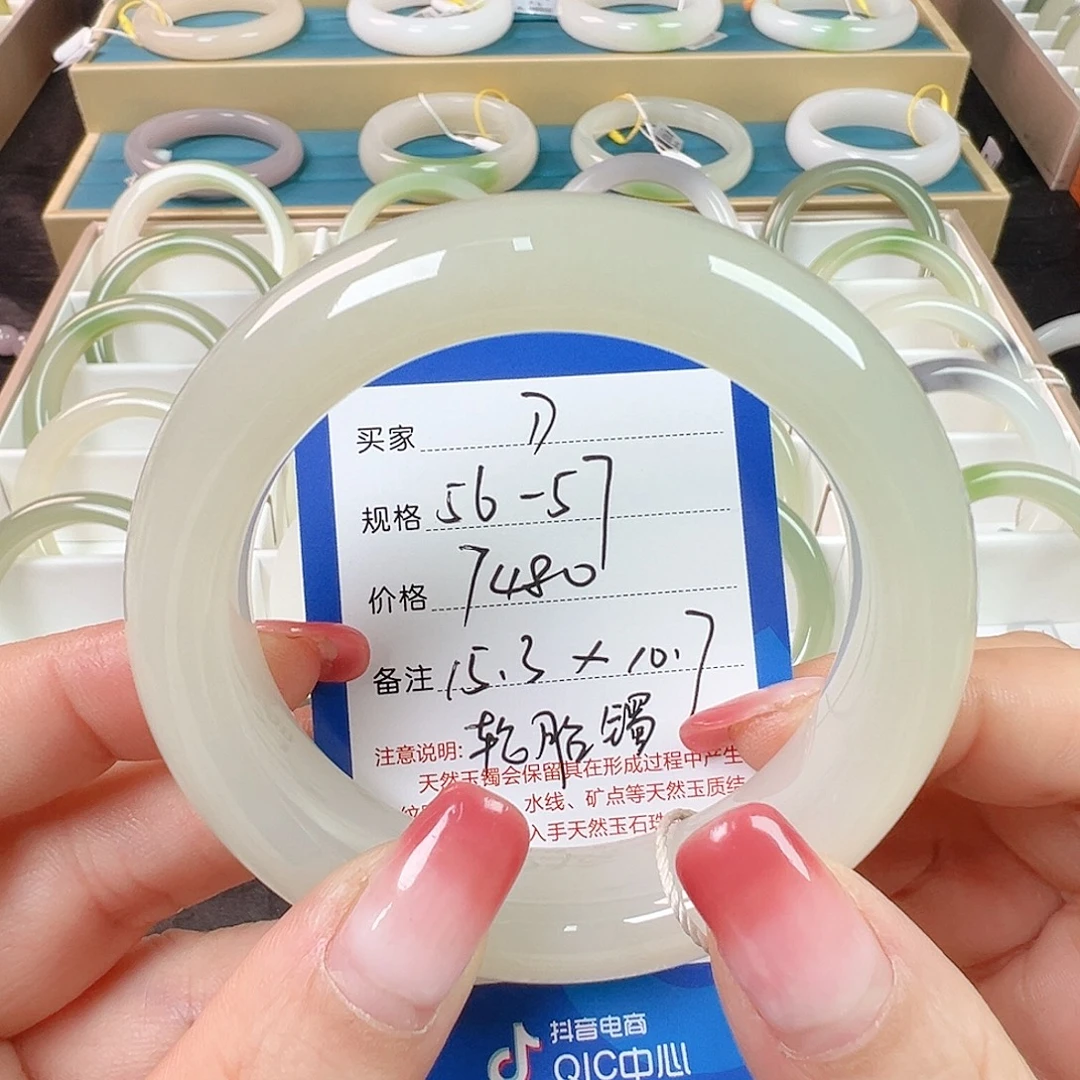 买家
规格 56-57
价格 7480
备注 15.3×10.7
轮胎镯
注意说明:
天然玉镯会保留其在形成过程中产生
水线、矿点等天然玉质结
入手天然玉石珠
抖音电商
QIC中心